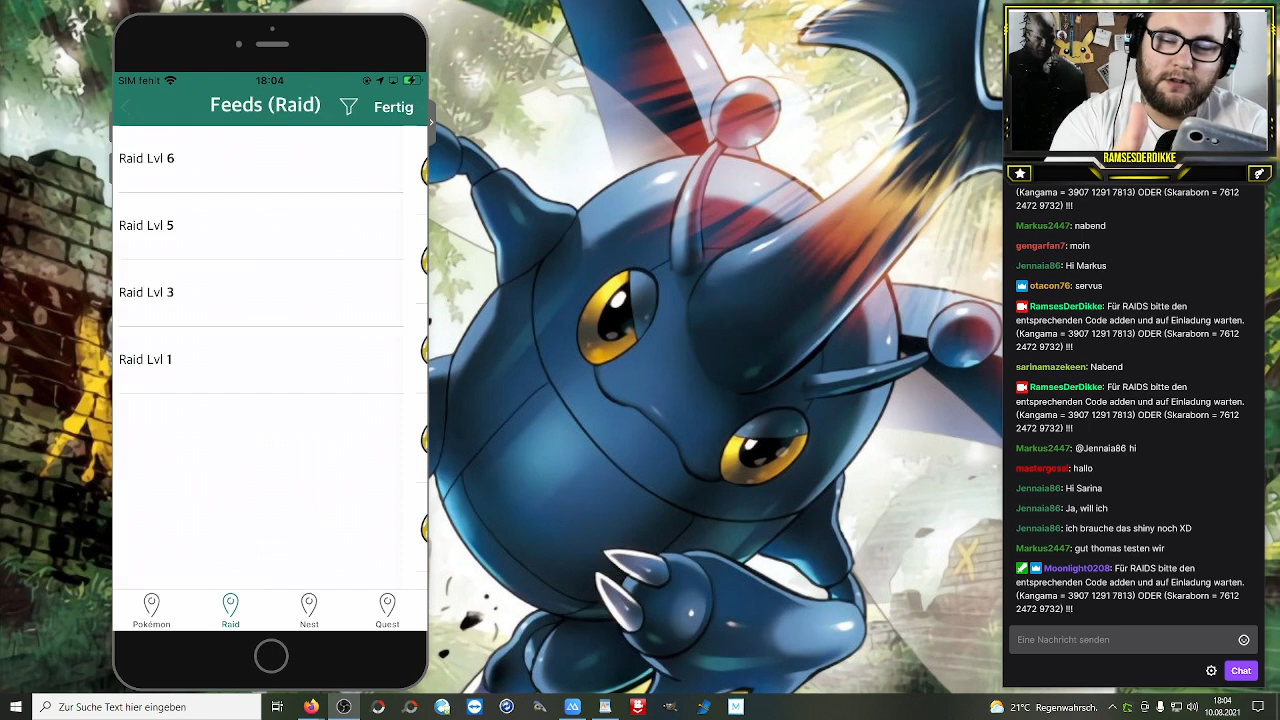 SIM fehlt
18:04
Feeds (Raid)
Fertig
Raid Lvl 6
Raid Lvl 5
Raid Lvl 3
Raid Lvl 1
Pokémon
Raid
Nest
Quest
RAMSESDERDIKKE
(Kangama = 3907 1291 7813) ODER (Skaraborn = 7612
2472 9732) !!!
Markus2447: nabend
gengarfan7: moin
Jennaia86: Hi Markus
otacon76: servus
RamsesDerDikke: Für RAIDS bitte den
entsprechenden Code adden und auf Einladung warten.
(Kangama = 3907 1291 7813) ODER (Skaraborn = 7612
2472 9732) !!!
sarinamazekeen: Nabend
RamsesDerDikke: Für RAIDS bitte den
entsprechenden Code adden und auf Einladung warten.
(Kangama = 3907 1291 7813) ODER (Skaraborn = 7612
2472 9732) !!!
Markus2447: @Jennaia86 hi
mastergossi: hallo
Jennaia86: Hi Sarina
Jennaia86: Ja, will ich
Jennaia86: ich brauche das shiny noch XD
Markus2447: gut thomas testen wir
Moonlight0208: Für RAIDS bitte den
entsprechenden Code adden und auf Einladung warten.
(Kangama = 3907 1291 7813) ODER (Skaraborn = 7612
2472 9732) !!!
Eine Nachricht senden
Chat
Zur Suche Text hier eingeben
21°C Regenwahrsch.
18:04
10.08.2021